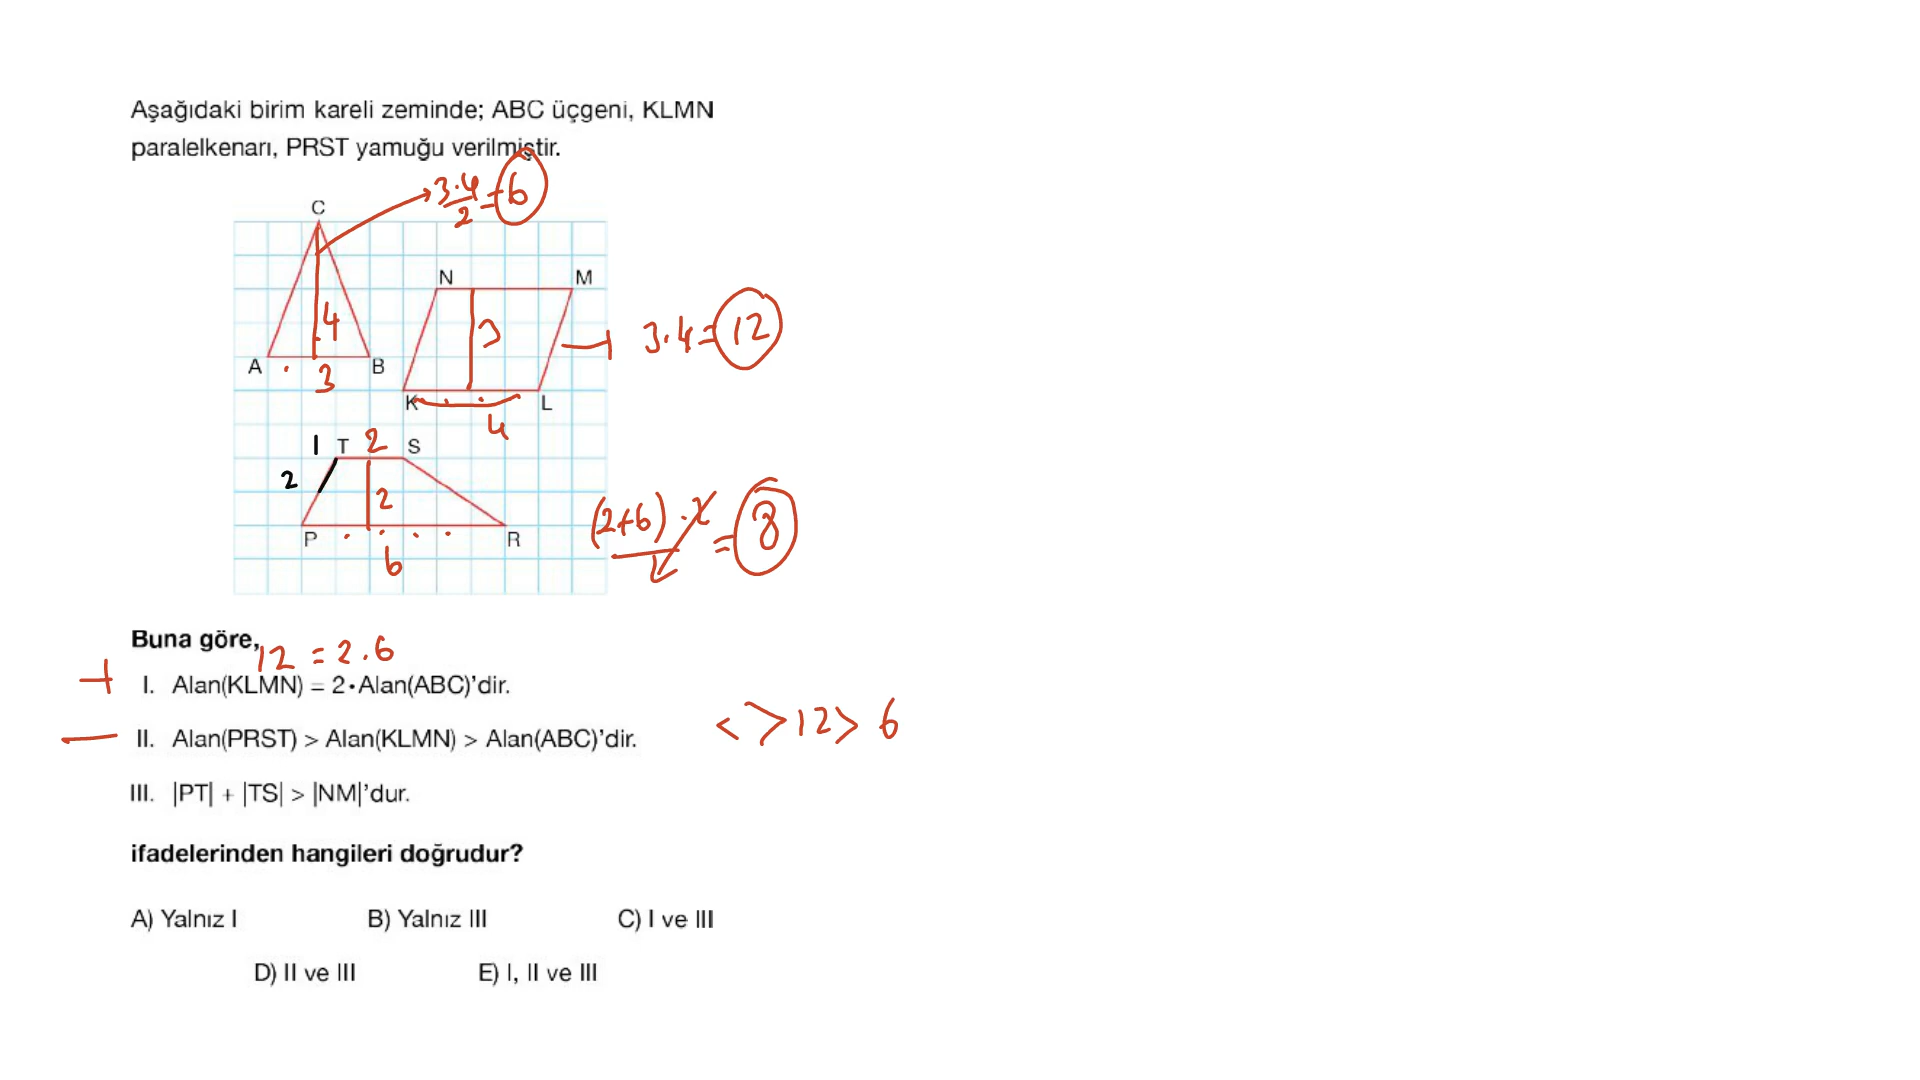 Aşağıdaki birim kareli zeminde; ABC üçgeni, KLMN
paralelkenarı, PRST yamuğu verilmiştir.
3.4/2 = 6
C
N M
4
3
3.4 = 12
A B
3
K L
4
1 T 2 S
2
2
(2+6).2/2 = 8
P R
6
Buna göre,
12 = 2.6
I. Alan(KLMN) = 2•Alan(ABC)'dir.
II. Alan(PRST) > Alan(KLMN) > Alan(ABC)'dir.
< > 12 > 6
III. |PT| + |TS| > |NM|'dur.
ifadelerinden hangileri doğrudur?
A) Yalnız I B) Yalnız III C) I ve III
D) II ve III E) I, II ve III